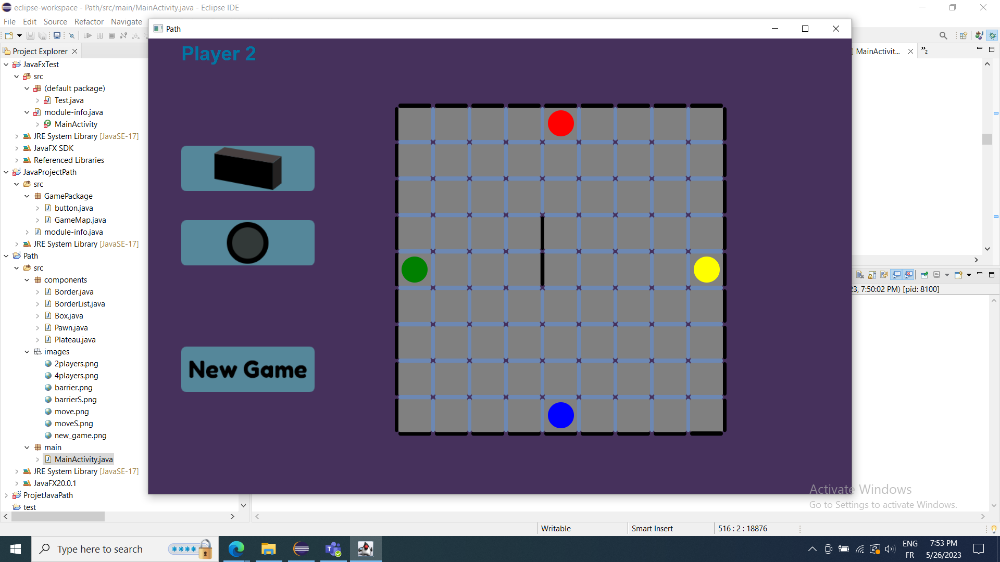 eclipse-workspace - Path/src/main/MainActivity.java - Eclipse IDE
File Edit Source Refactor Navigate
Path
Player 2
Project Explorer
MainActivit...
2
JavaFxTest
src
(default package)
Test.java
module-info.java
MainActivity
JRE System Library [JavaSE-17]
JavaFX SDK
Referenced Libraries
JavaProjectPath
src
GamePackage
button.java
GameMap.java
module-info.java
JRE System Library [JavaSE-17]
Path
src
components
Border.java
BorderList.java
Box.java
Pawn.java
Plateau.java
images
2players.png
4players.png
barrier.png
barrierS.png
move.png
moveS.png
new_game.png
main
MainActivity.java
JRE System Library [JavaSE-17]
JavaFX20.0.1
ProjetJavaPath
test
New Game
23, 7:50:02 PM) [pid: 8100]
Activate Windows
Go to Settings to activate Windows.
Writable
Smart Insert
516 : 2 : 18876
Type here to search
ENG
FR
7:53 PM
5/26/2023